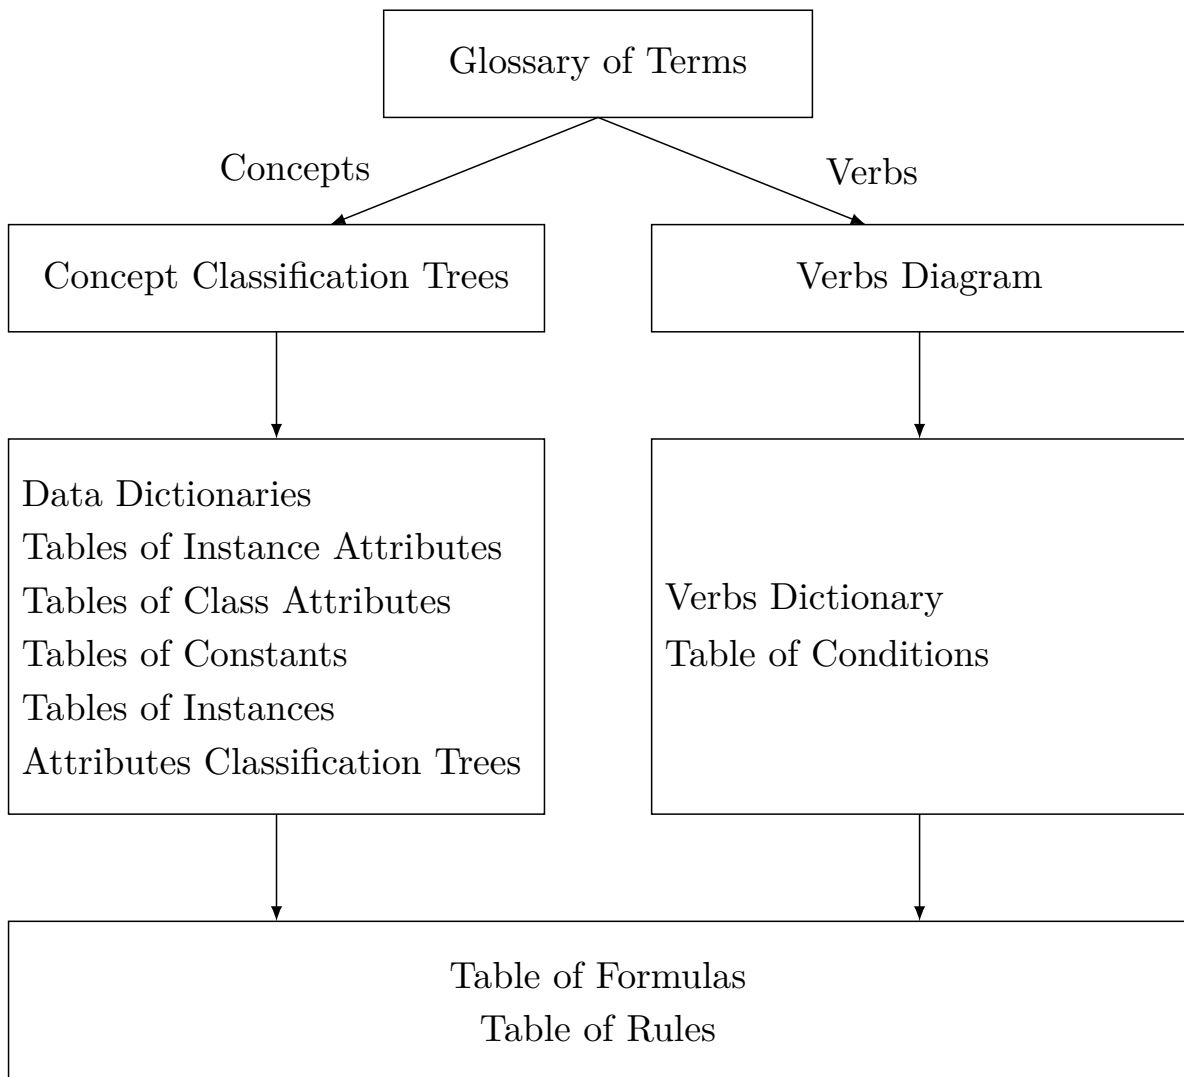 Glossary of Terms
Concepts
Verbs
Concept Classification Trees
Verbs Diagram
Data Dictionaries
Tables of Instance Attributes
Tables of Class Attributes
Tables of Constants
Tables of Instances
Attributes Classification Trees
Verbs Dictionary
Table of Conditions
Table of Formulas
Table of Rules